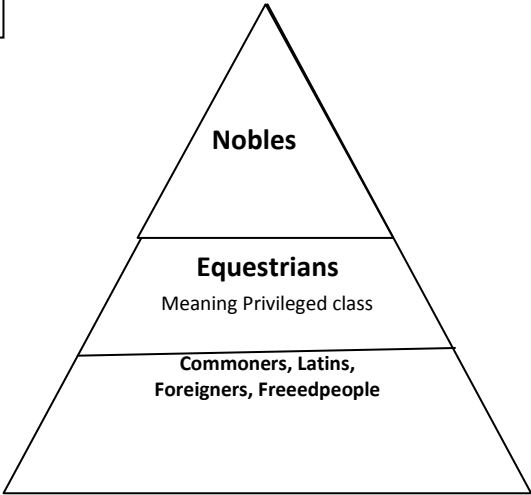 Nobles
Equestrians
Meaning Privileged class
Commoners, Latins,
Foreigners, Freeedpeople